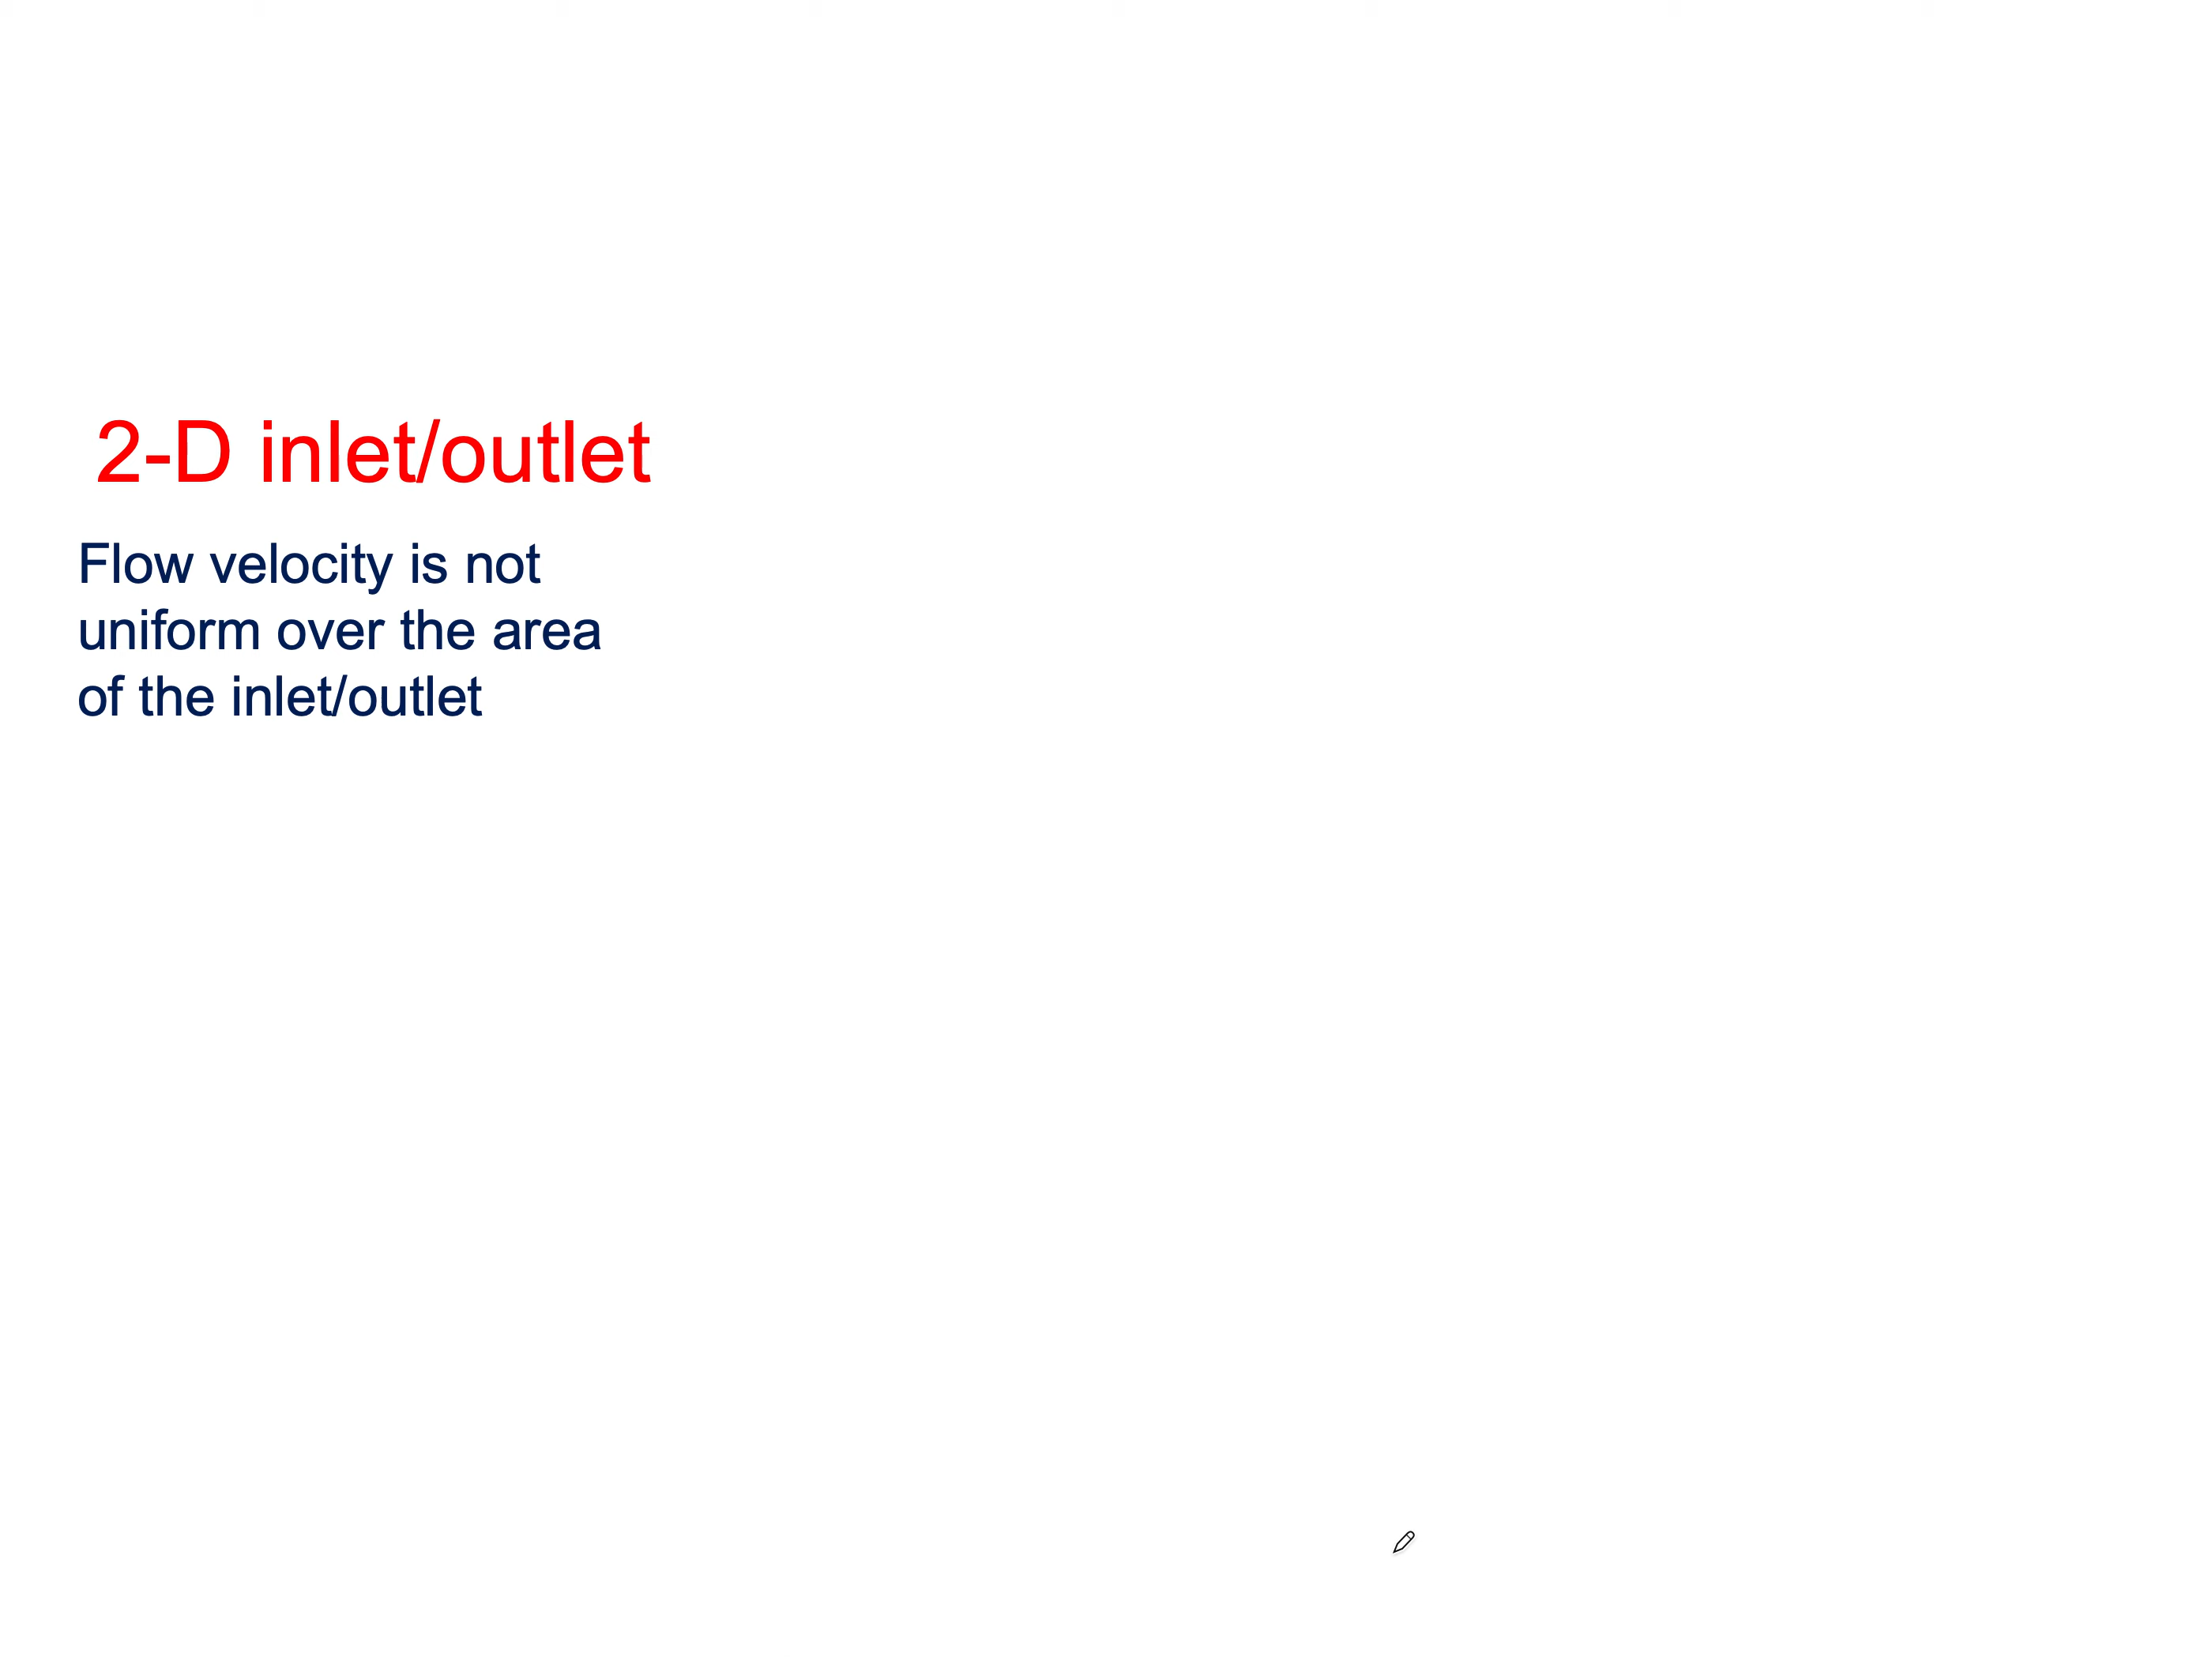 2-D inlet/outlet
Flow velocity is not
uniform over the area
of the inlet/outlet